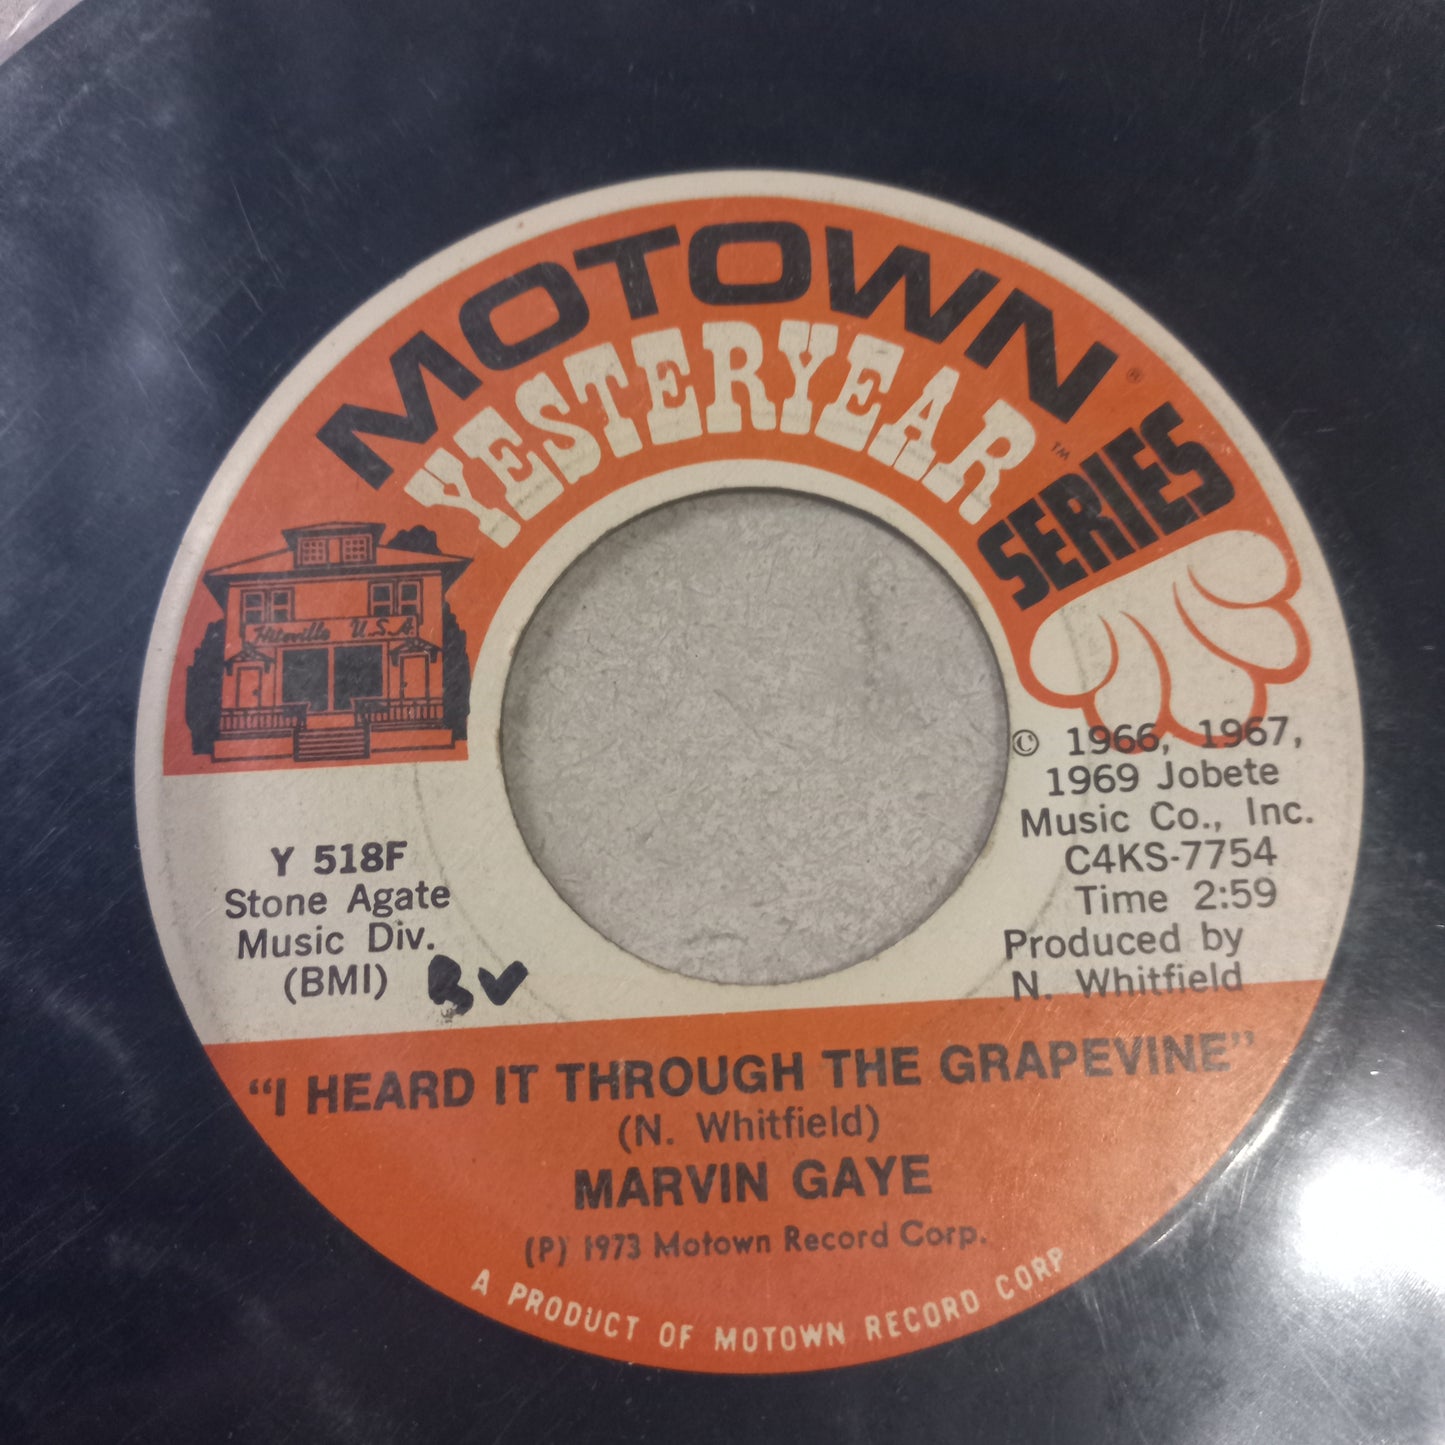 MOTOWN®
YESTERYEAR™
SERIES
Hitsville U.S.A.
© 1966, 1967,
1969 Jobete
Music Co., Inc.
C4KS-7754
Time 2:59
Produced by
N. Whitfield
Y 518F
Stone Agate
Music Div.
(BMI)
"I HEARD IT THROUGH THE GRAPEVINE"
(N. Whitfield)
MARVIN GAYE
(P) 1973 Motown Record Corp.
A PRODUCT OF MOTOWN RECORD CORP